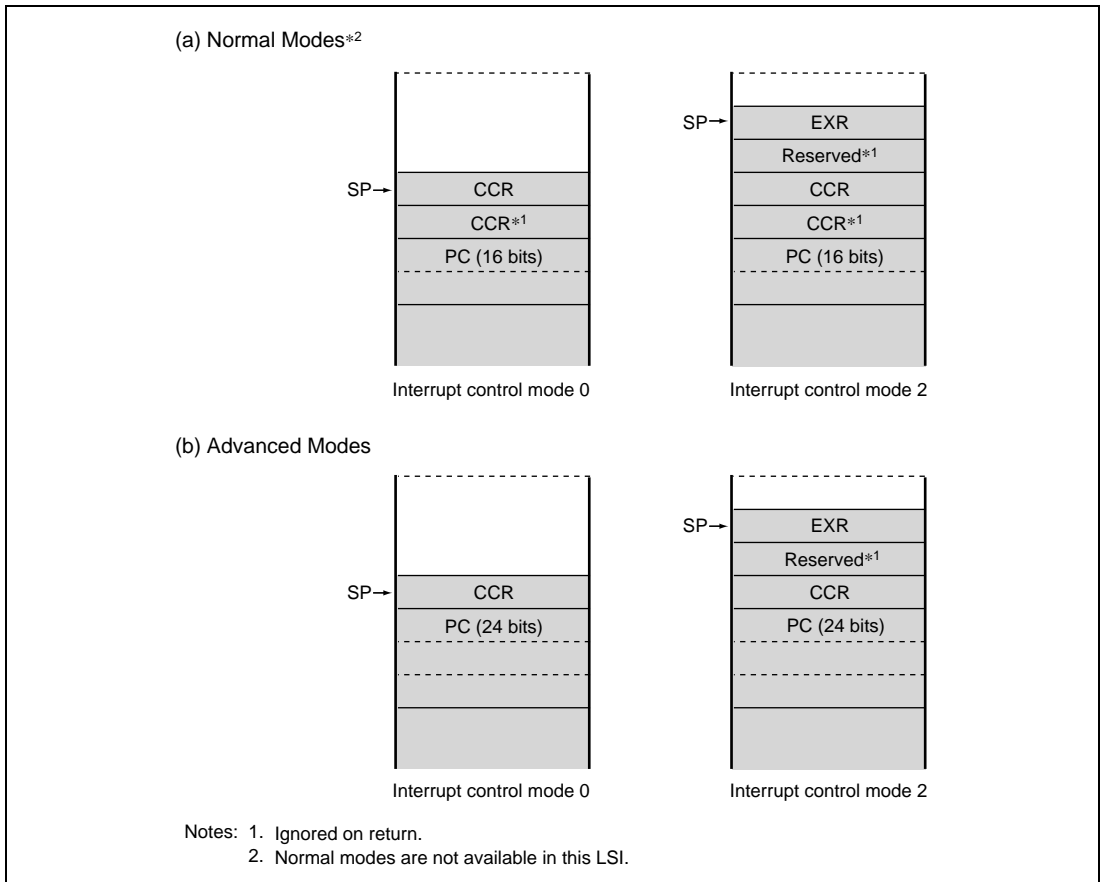 (a) Normal Modes*2
SP→ CCR
CCR*1
PC (16 bits)
Interrupt control mode 0
SP→ EXR
Reserved*1
CCR
CCR*1
PC (16 bits)
Interrupt control mode 2
(b) Advanced Modes
SP→ CCR
PC (24 bits)
Interrupt control mode 0
SP→ EXR
Reserved*1
CCR
PC (24 bits)
Interrupt control mode 2
Notes: 1. Ignored on return.
2. Normal modes are not available in this LSI.